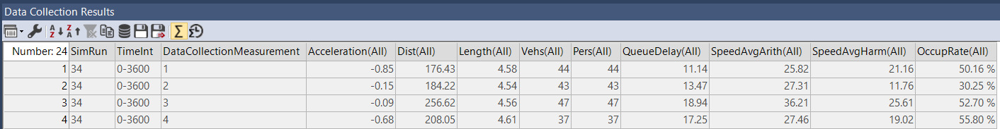 Data Collection Results
Number: 24 SimRun TimeInt DataCollectionMeasurement Acceleration(All) Dist(All) Length(All) Vehs(All) Pers(All) QueueDelay(All) SpeedAvgArith(All) SpeedAvgHarm(All) OccupRate(All)
1 34 0-3600 1 -0.85 176.43 4.58 44 44 11.14 25.82 21.16 50.16 %
2 34 0-3600 2 -0.15 184.22 4.54 43 43 13.47 27.31 11.76 30.25 %
3 34 0-3600 3 -0.09 256.62 4.56 47 47 18.94 36.21 25.61 52.70 %
4 34 0-3600 4 -0.68 208.05 4.61 37 37 17.25 27.46 19.02 55.80 %